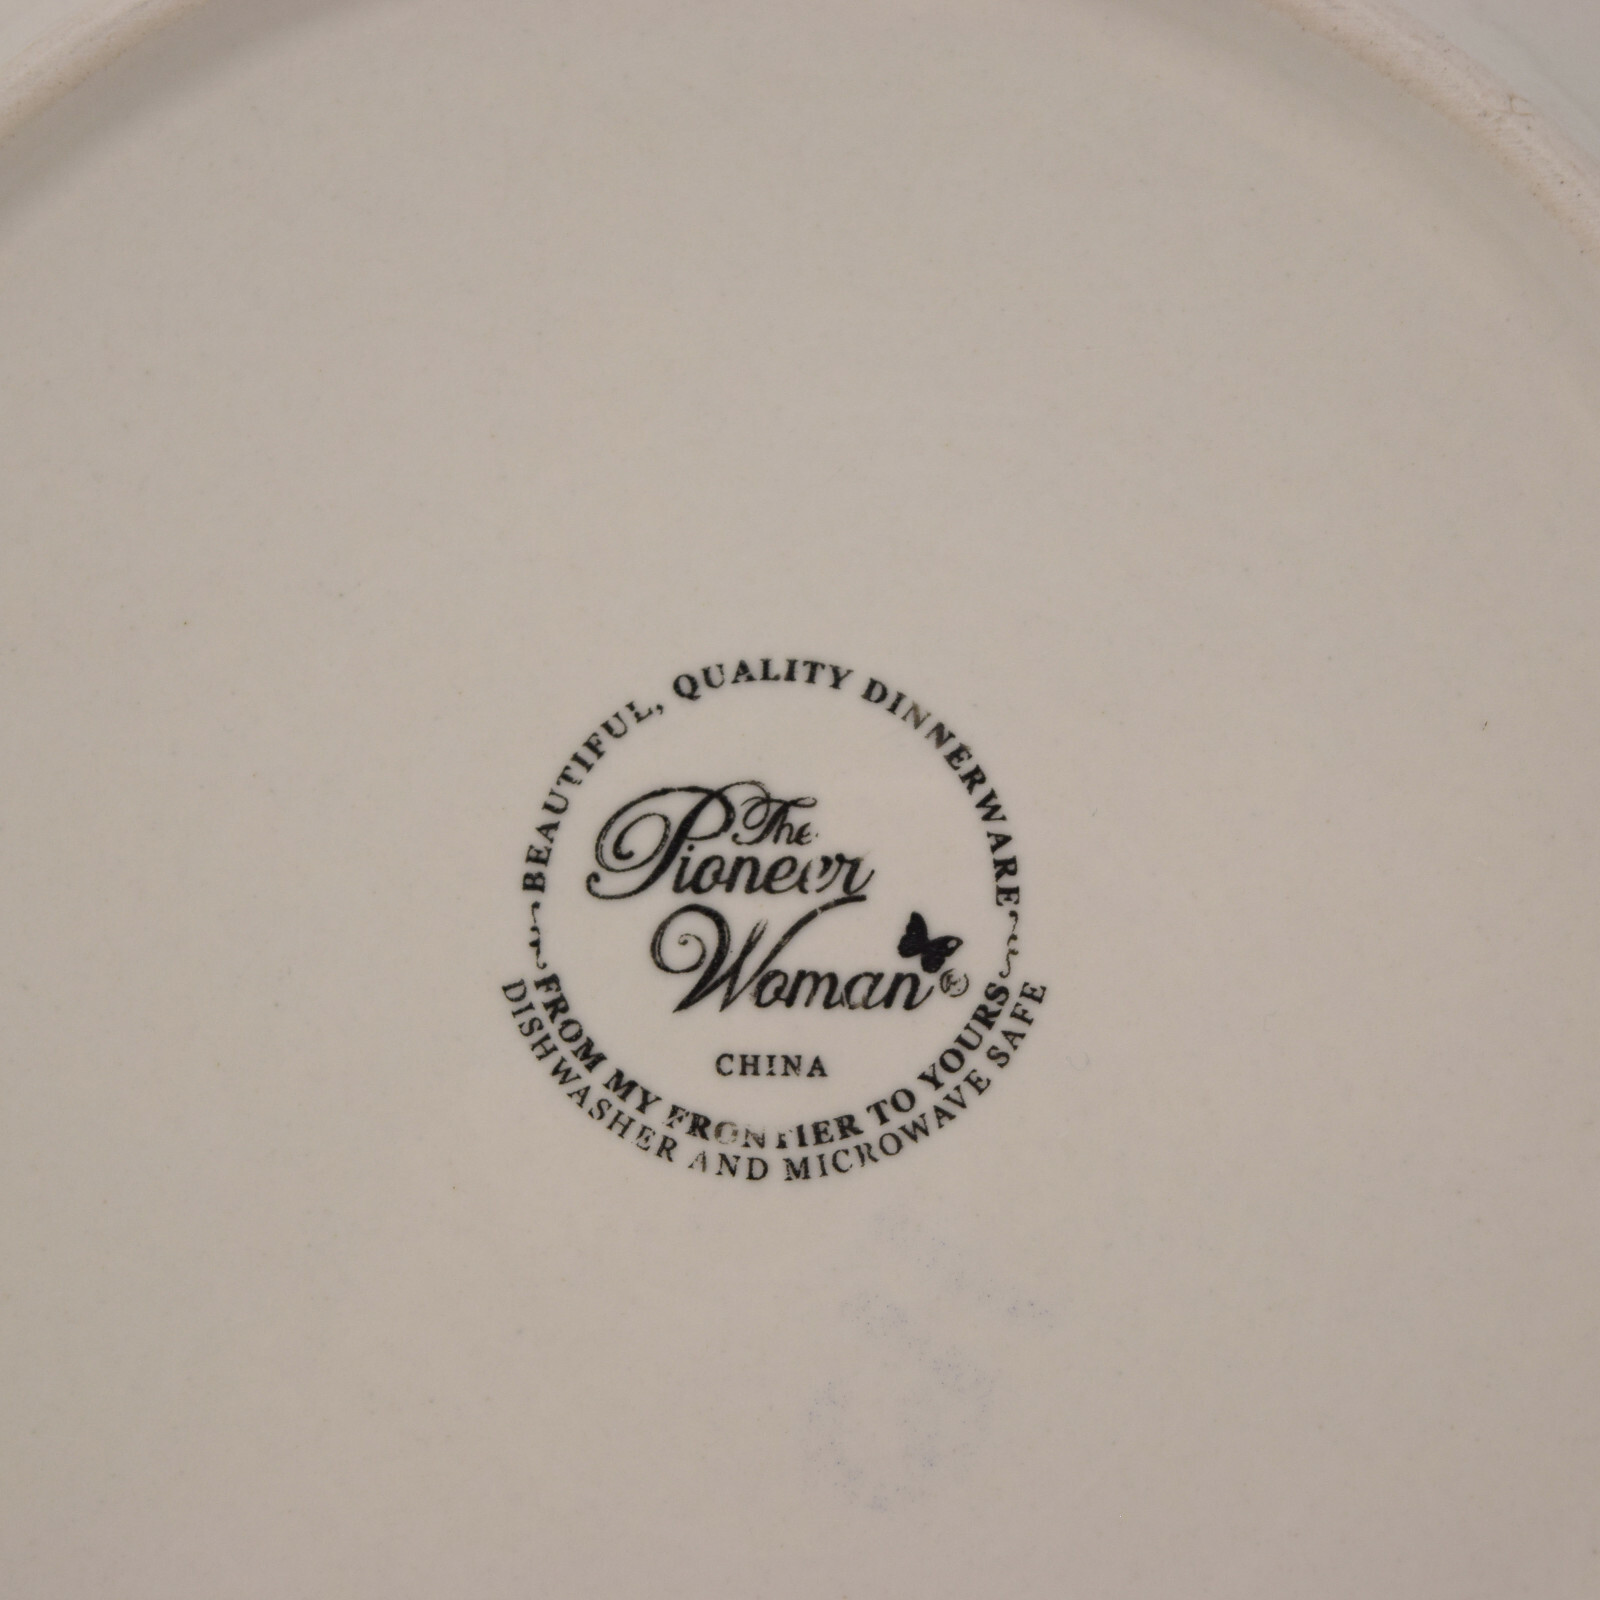 BEAUTIFUL, QUALITY DINNERWARE
The
Pioneer
Woman®
CHINA
FROM MY FRONTIER TO YOURS
DISHWASHER AND MICROWAVE SAFE